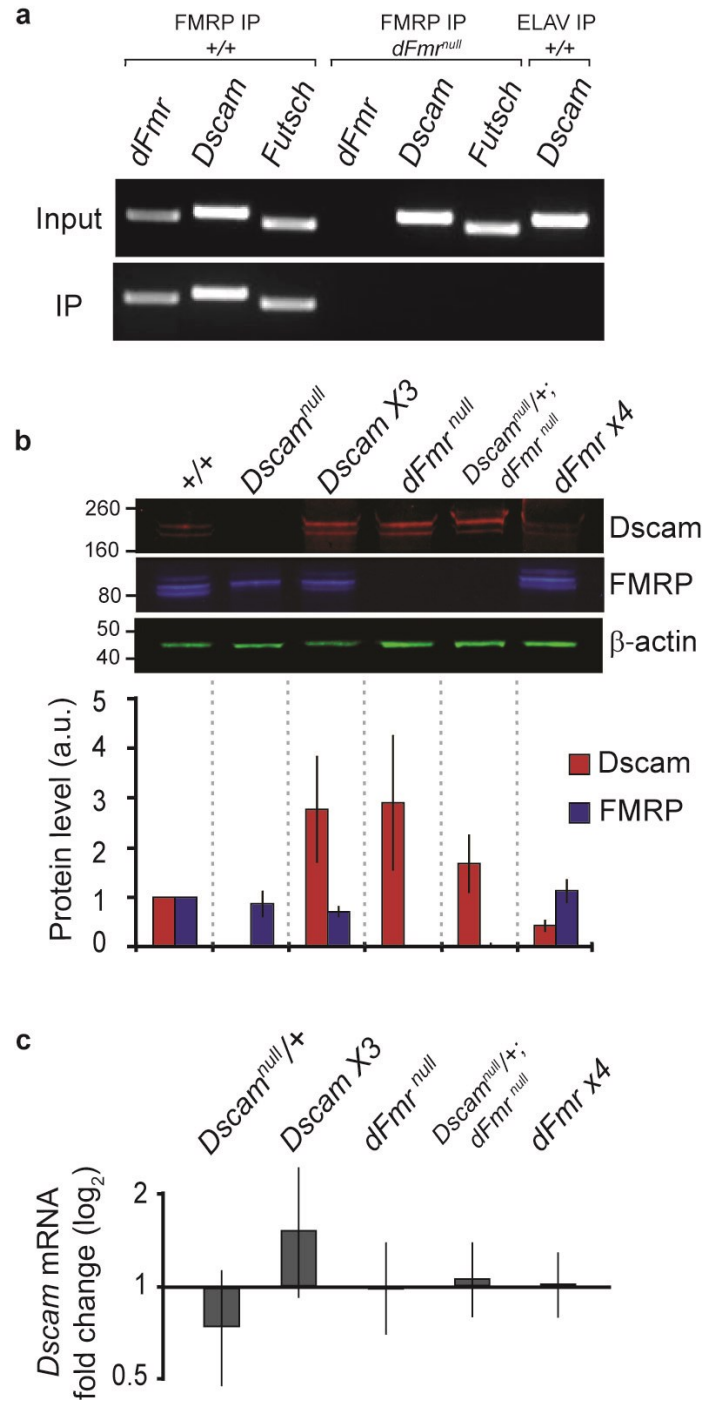 a
FMRP IP FMRP IP ELAV IP
+/+ dFmr^null +/+
dFmr Dscam Futsch dFmr Dscam Futsch Dscam
Input
IP
b
+/+ Dscam^null Dscam X3 dFmr^null Dscam^null/+; dFmr^null dFmr x4
260
160
Dscam
80
FMRP
50
40
β-actin
5
4
3
2
1
0
Protein level (a.u.)
Dscam
FMRP
c
Dscam^null/+ Dscam X3 dFmr^null Dscam^null/+; dFmr^null dFmr x4
2
1
0.5
Dscam mRNA
fold change (log₂)